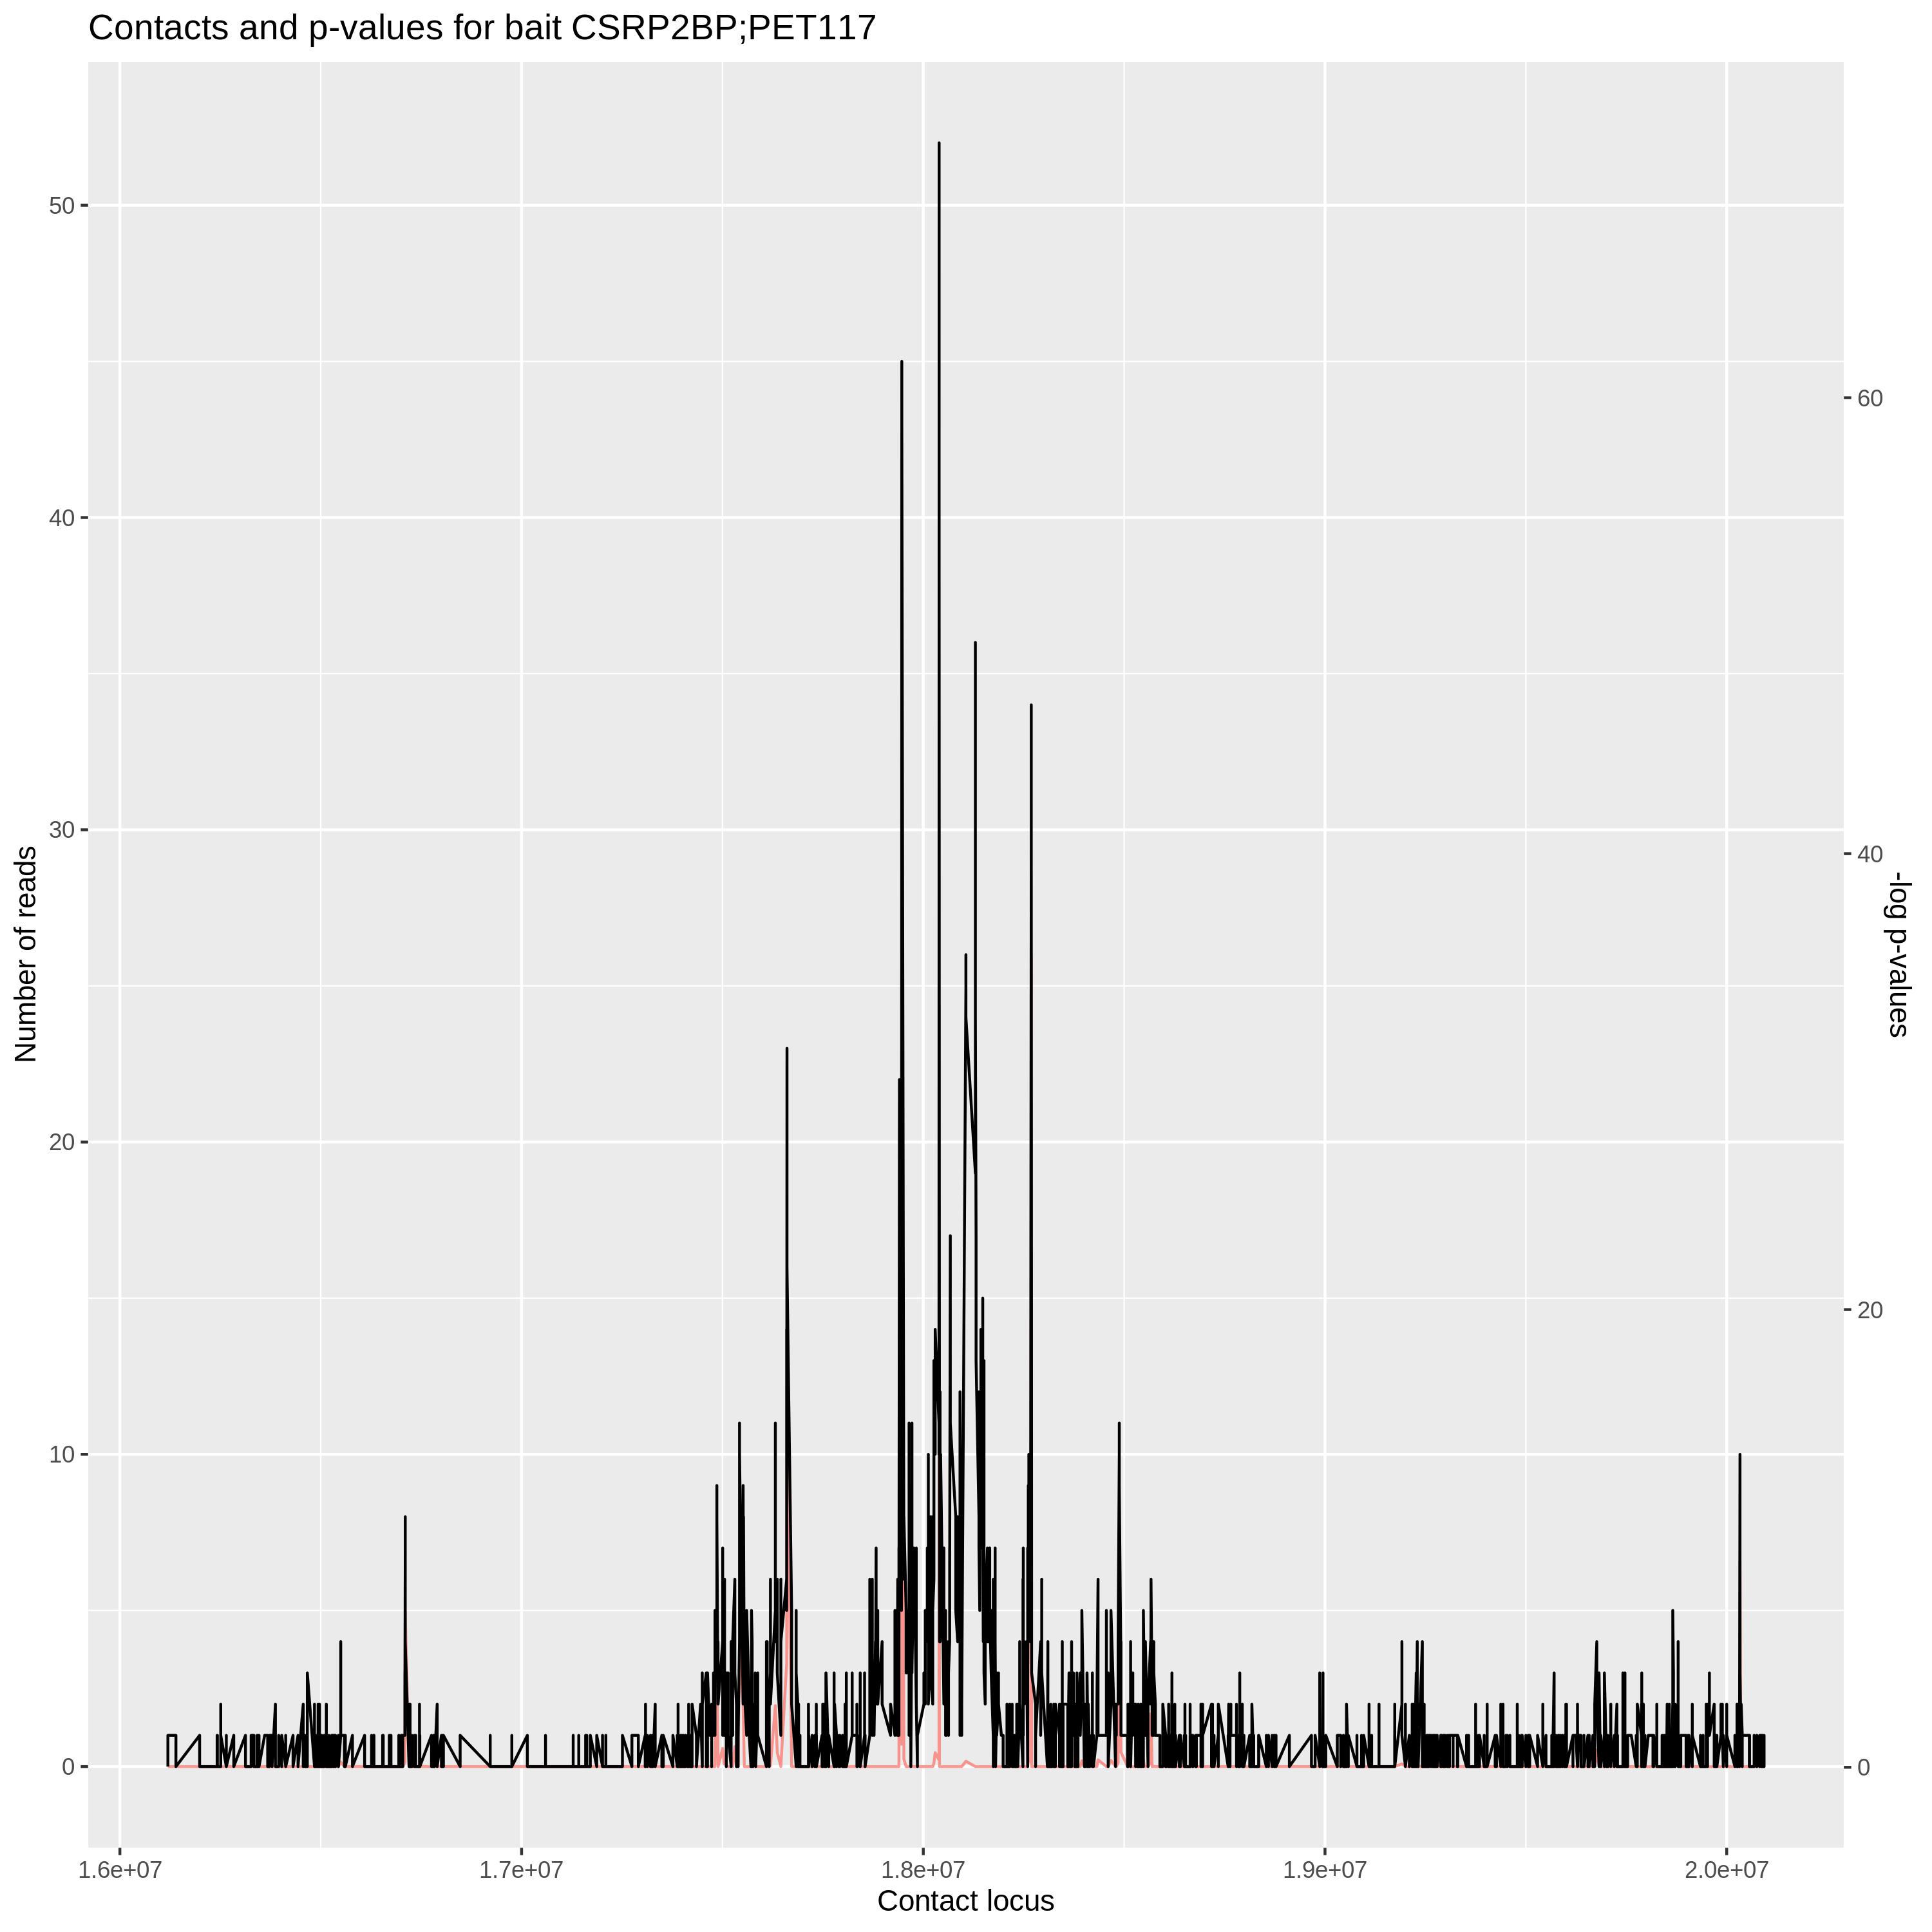 Contacts and p-values for bait CSRP2BP;PET117
50
40
30
20
10
0
Number of reads
60
40
20
0
-log p-values
1.6e+07 1.7e+07 1.8e+07 1.9e+07 2.0e+07
Contact locus